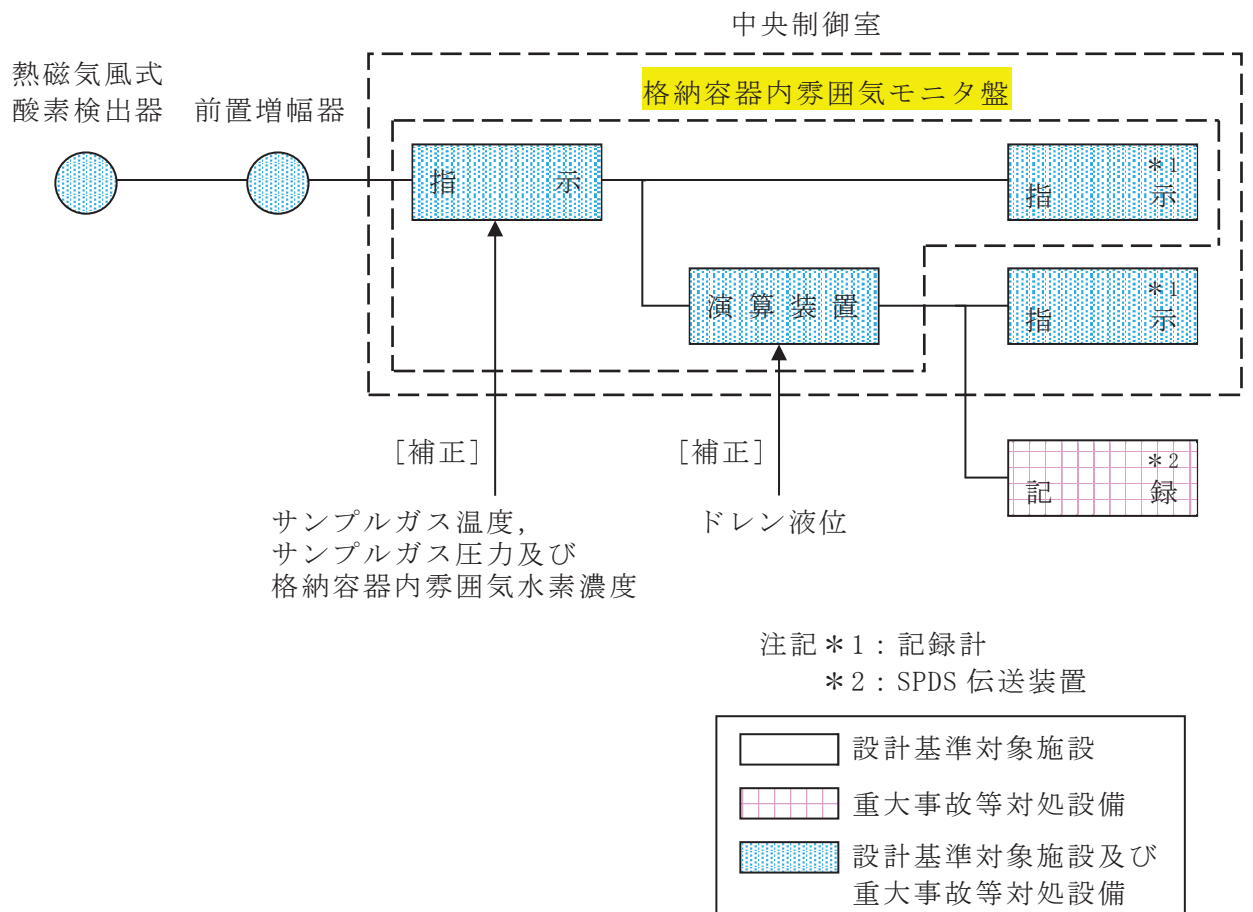 中央制御室
熱磁気風式
酸素検出器
前置増幅器
格納容器内雰囲気モニタ盤
指示
指示*1
演算装置
指示*1
[補正]
[補正]
記録*2
サンプルガス温度,
サンプルガス圧力及び
格納容器内雰囲気水素濃度
ドレン液位
注記*1:記録計
*2:SPDS 伝送装置
設計基準対象施設
重大事故等対処設備
設計基準対象施設及び
重大事故等対処設備